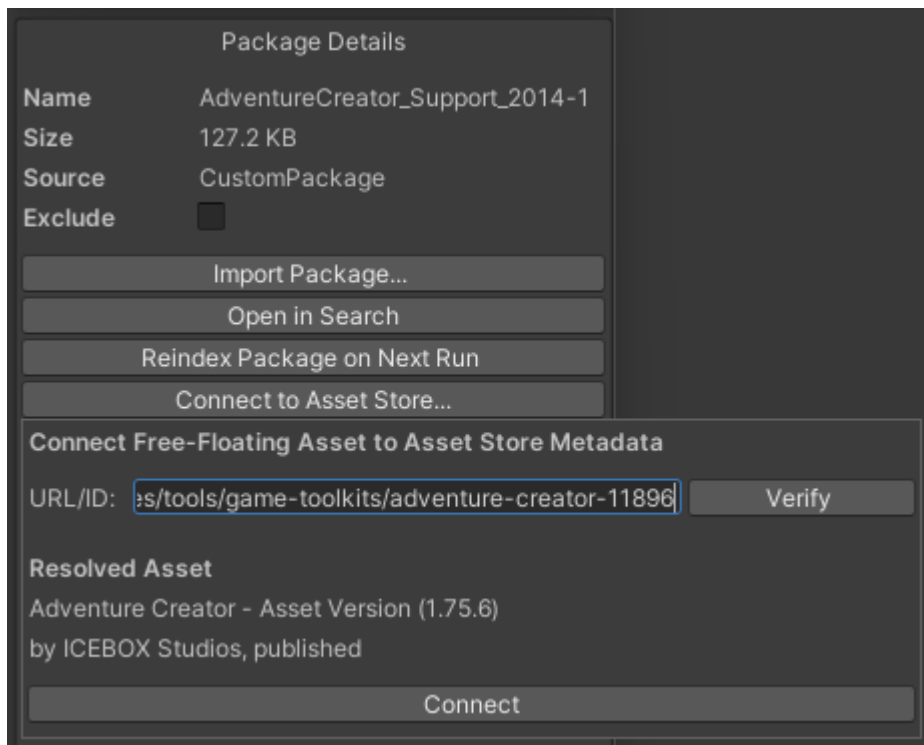 Package Details
Name AdventureCreator_Support_2014-1
Size 127.2 KB
Source CustomPackage
Exclude
Import Package...
Open in Search
Reindex Package on Next Run
Connect to Asset Store...
Connect Free-Floating Asset to Asset Store Metadata
URL/ID: es/tools/game-toolkits/adventure-creator-11896 Verify
Resolved Asset
Adventure Creator - Asset Version (1.75.6)
by ICEBOX Studios, published
Connect